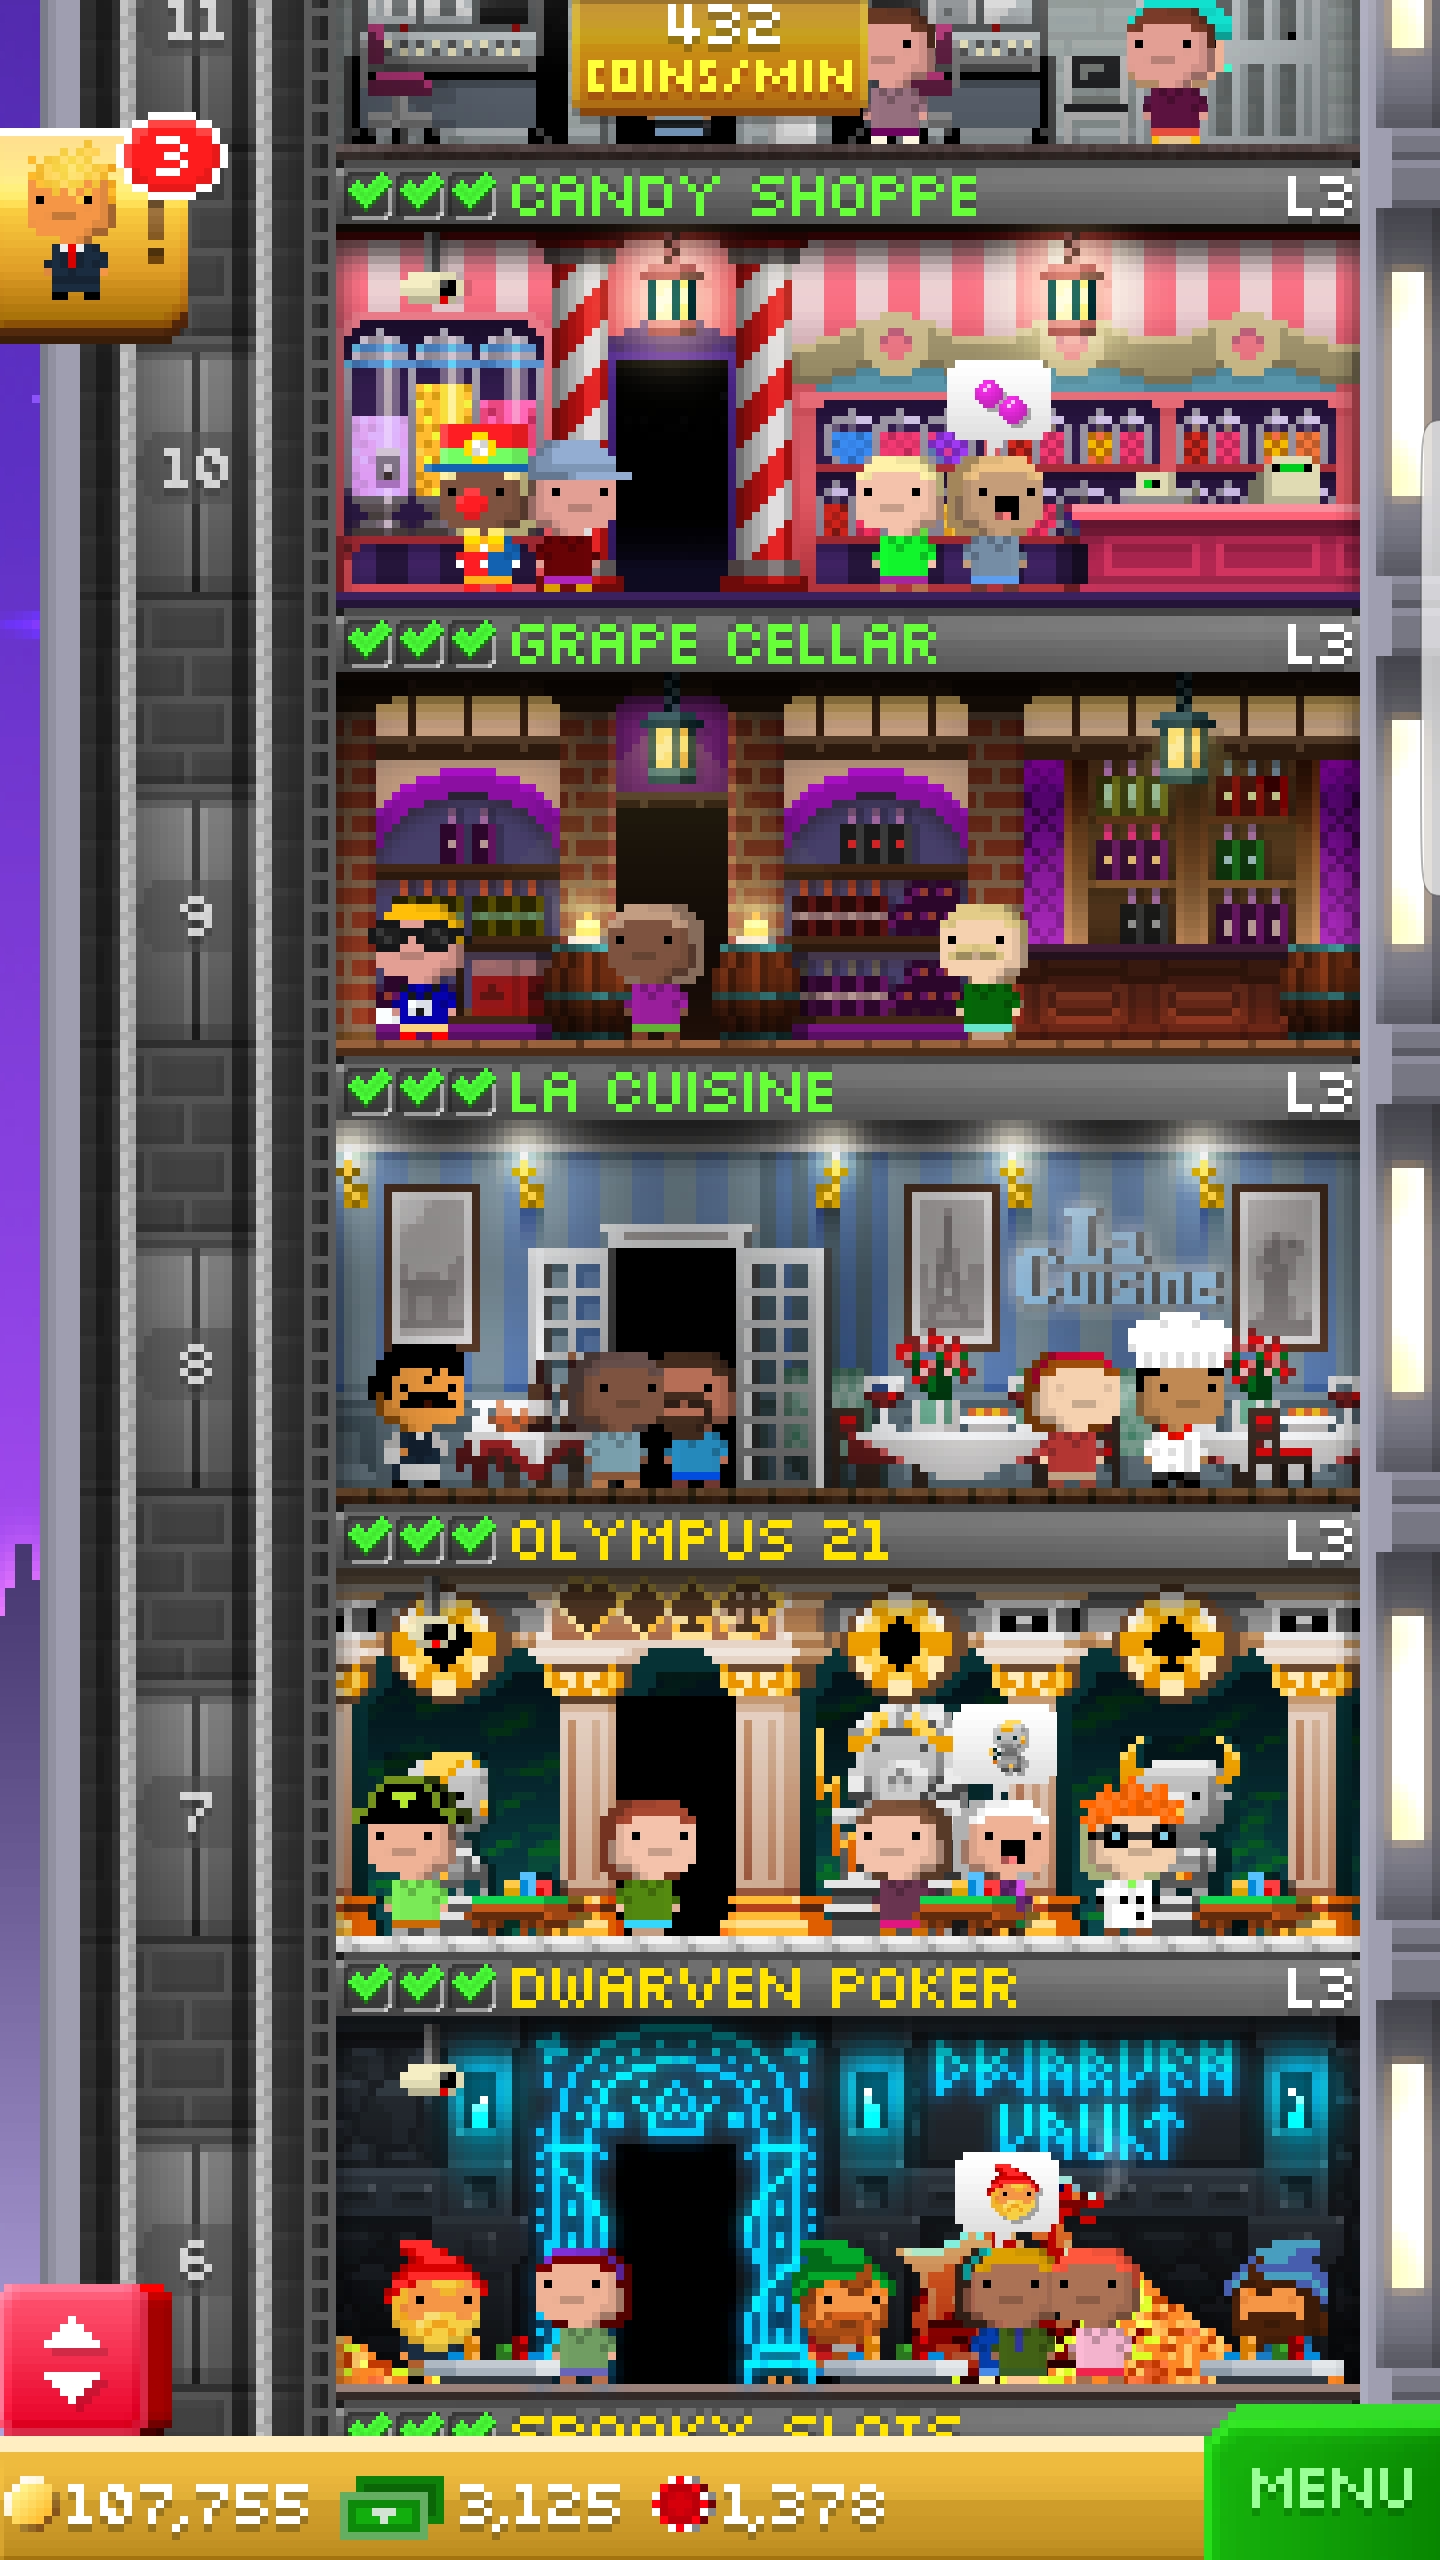 11
432
COINS/MIN
3
!
CANDY SHOPPE L3
10
GRAPE CELLAR L3
9
LA CUISINE L3
La
Cuisine
8
OLYMPUS 21 L3
7
DWARVEN POKER L3
DWARVEN
VAULT
6
SPOOKY SLOTS
107,755 3,125 1,378
MENU